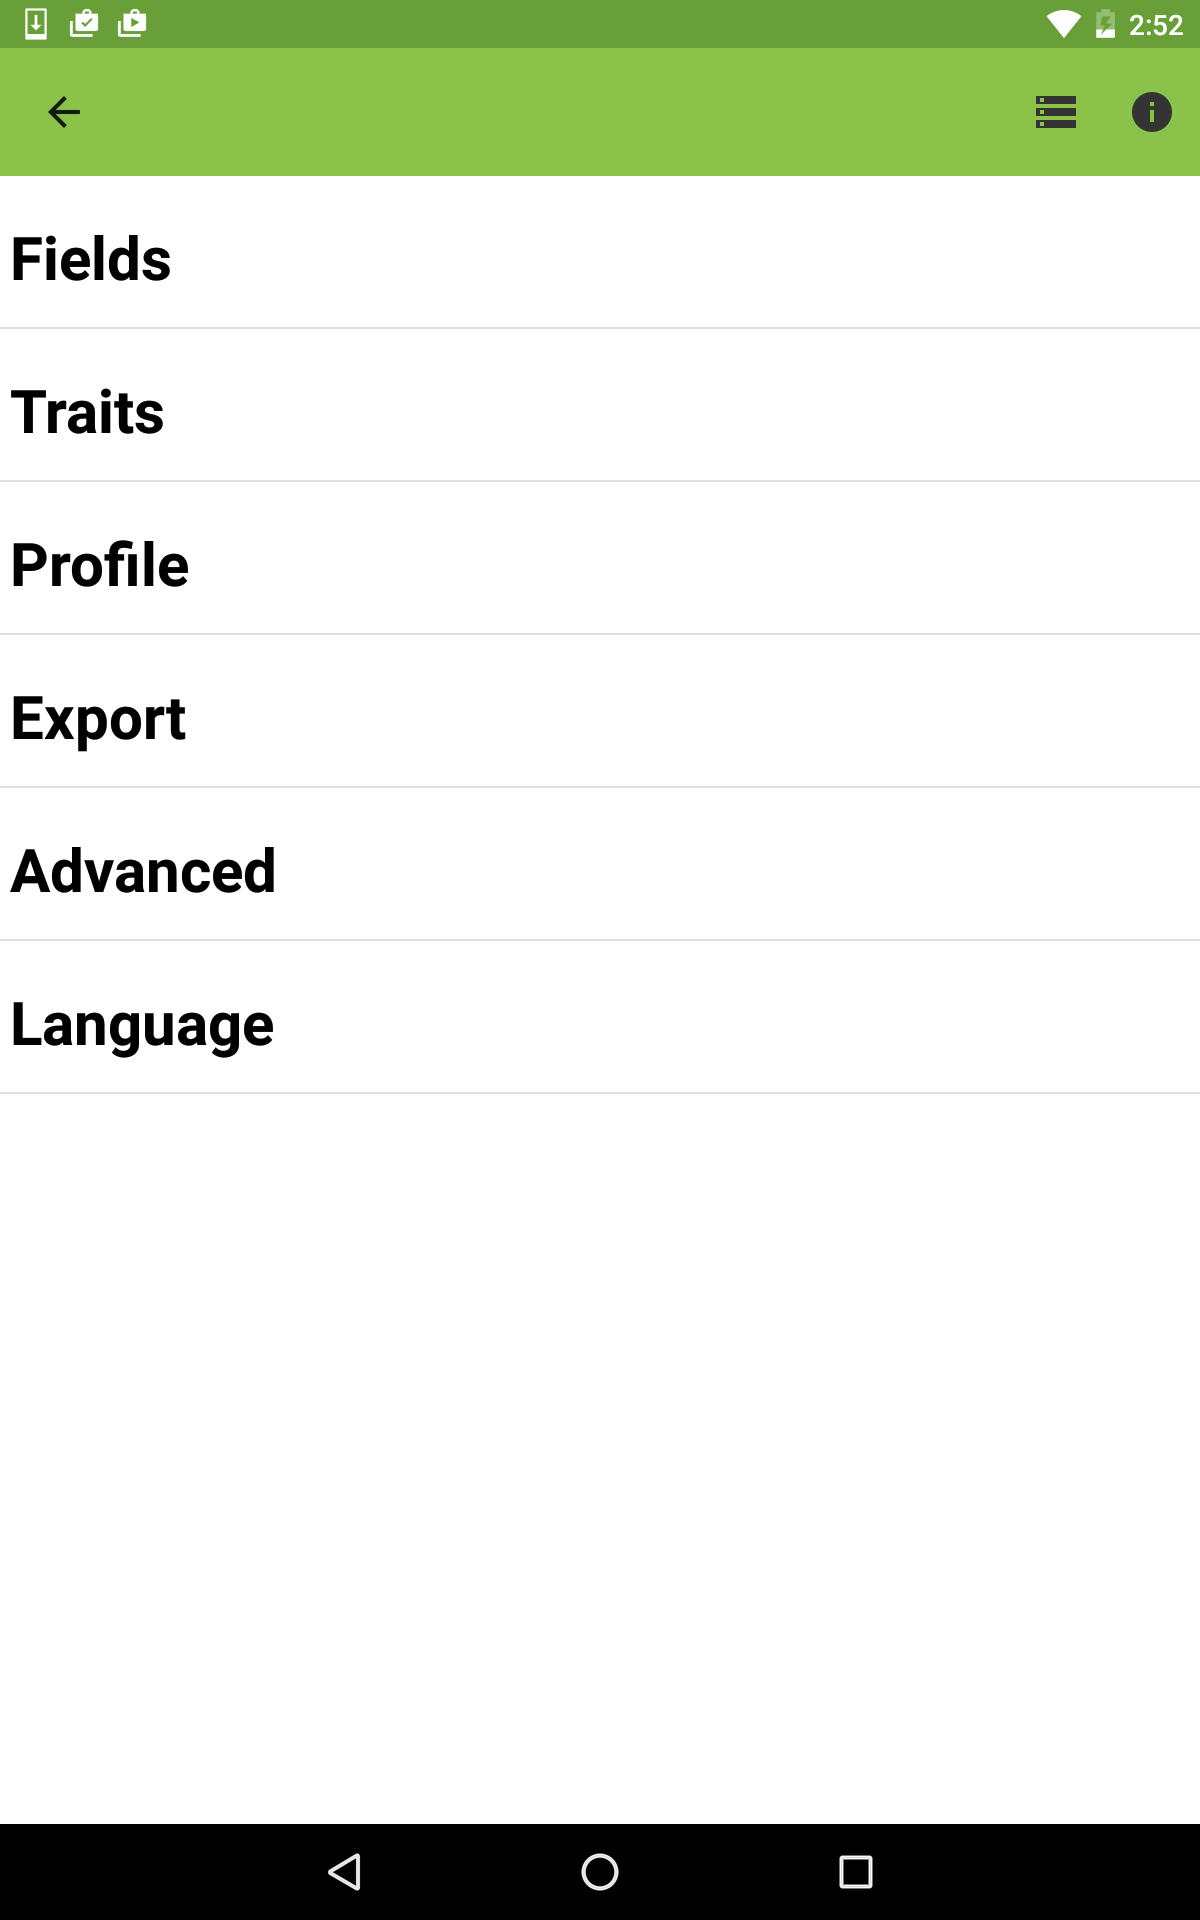 2:52
Fields
Traits
Profile
Export
Advanced
Language